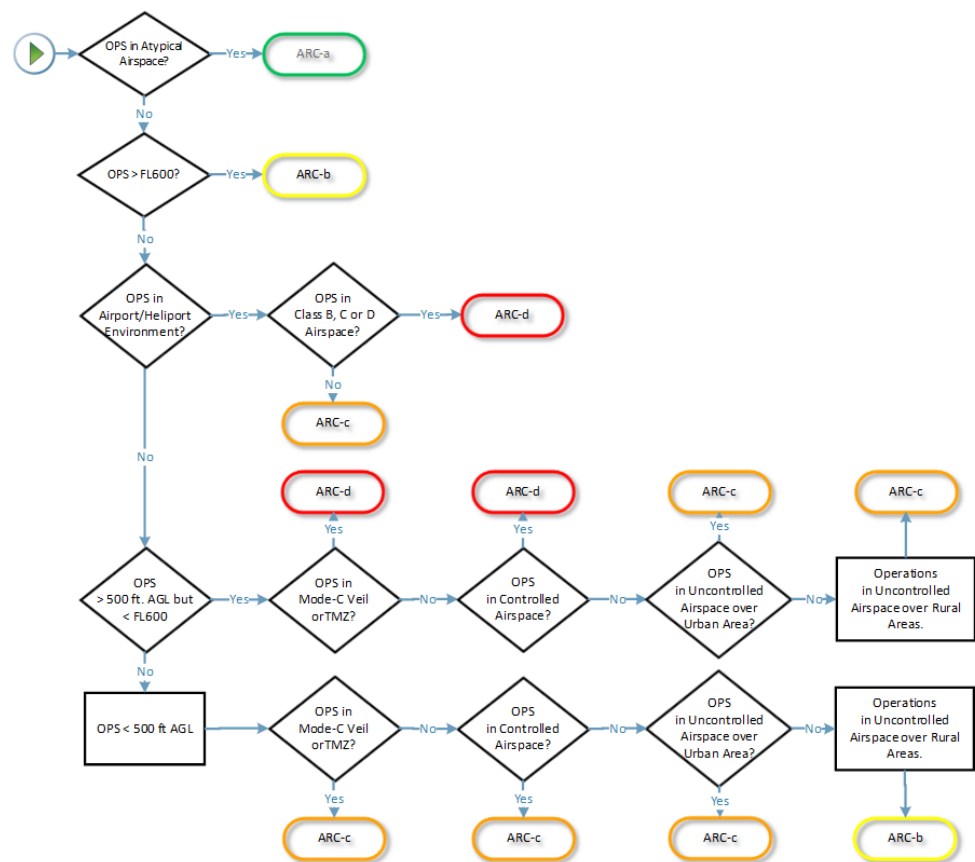 OPS in Atypical
Airspace?
Yes
ARC-a
No
OPS > FL600?
Yes
ARC-b
No
OPS in
Airport/Heliport
Environment?
Yes
OPS in
Class B, C or D
Airspace?
Yes
ARC-d
No
ARC-c
No
ARC-d
ARC-d
ARC-c
ARC-c
Yes
Yes
Yes
OPS
> 500 ft. AGL but
< FL600
Yes
OPS in
Mode-C Veil
orTMZ?
No
OPS
in Controlled
Airspace?
No
OPS
in Uncontrolled
Airspace over
Urban Area?
No
Operations
in Uncontrolled
Airspace over Rural
Areas.
No
OPS < 500 ft AGL
OPS in
Mode-C Veil
orTMZ?
No
OPS
in Controlled
Airspace?
No
OPS
in Uncontrolled
Airspace over
Urban Area?
No
Operations
in Uncontrolled
Airspace over Rural
Areas.
Yes
Yes
Yes
ARC-c
ARC-c
ARC-c
ARC-b